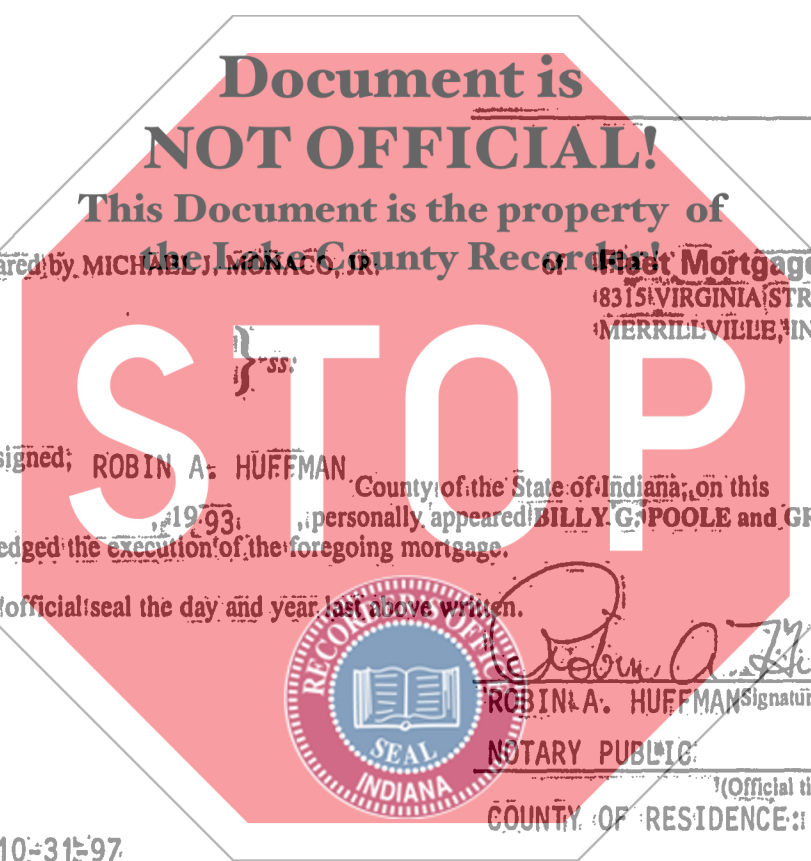 Document is
NOT OFFICIAL!
This Document is the property of
the Lake County Recorder!
ared by MICHAEL J. MONACO, JR. of Fleet Mortgage
8315 VIRGINIA STR
MERRILLVILLE, IN
} ss:
signed, ROBIN A. HUFFMAN
County of the State of Indiana, on this
, 19 93, personally appeared BILLY G. POOLE and GR
edged the execution of the foregoing mortgage.
official seal the day and year last above written.
STOP
RECORDER'S OFFIC
SEAL
INDIANA
Robin A. 
ROBIN A. HUFFMAN Signatur
NOTARY PUBLIC
(Official ti
COUNTY OF RESIDENCE:
10-31-97